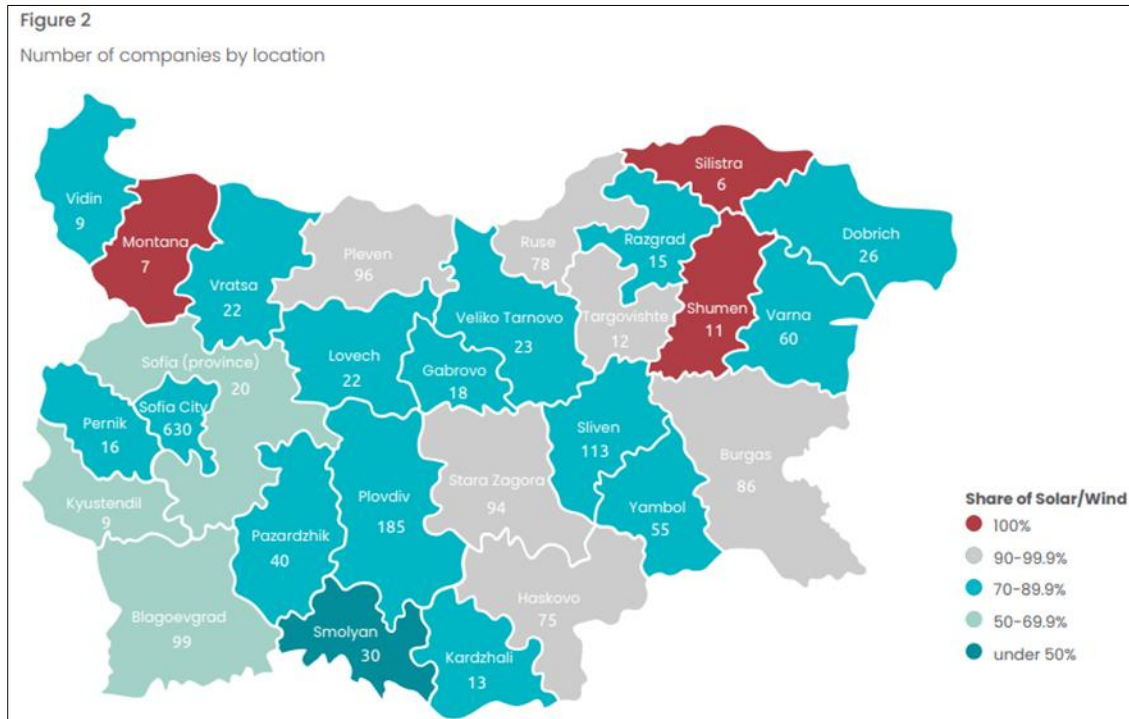 Figure 2
Number of companies by location
Silistra
6
Vidin
9
Montana
7
Vratsa
22
Pleven
96
Ruse
78
Razgrad
15
Dobrich
26
Shumen
11
Varna
60
Targovishte
12
Veliko Tarnovo
23
Lovech
22
Gabrovo
18
Sofia (province)
20
Sofia City
630
Pernik
16
Kyustendil
9
Sliven
113
Burgas
86
Stara Zagora
94
Plovdiv
185
Yambol
55
Pazardzhik
40
Blagoevgrad
99
Haskovo
75
Smolyan
30
Kardzhali
13
Share of Solar/Wind
100%
90-99.9%
70-89.9%
50-69.9%
under 50%